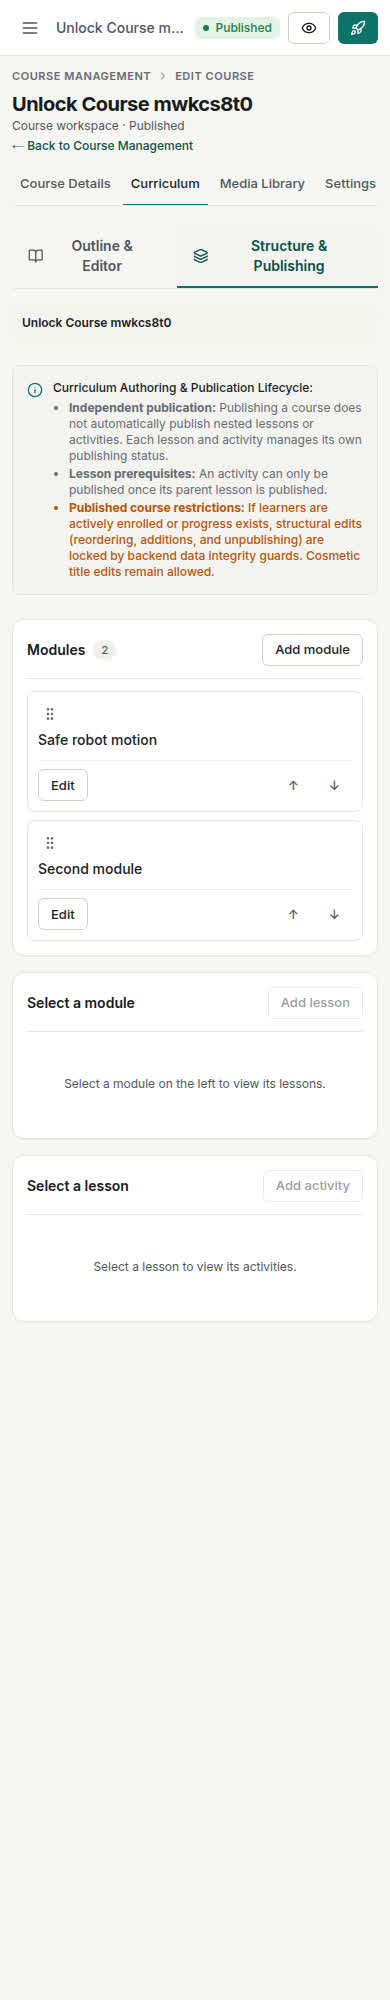 Unlock Course m...
Published
COURSE MANAGEMENT > EDIT COURSE
Unlock Course mwkcs8t0
Course workspace · Published
← Back to Course Management
Course Details
Curriculum
Media Library
Settings
Outline &
Editor
Structure &
Publishing
Unlock Course mwkcs8t0
Curriculum Authoring & Publication Lifecycle:
• Independent publication: Publishing a course does
not automatically publish nested lessons or
activities. Each lesson and activity manages its own
publishing status.
• Lesson prerequisites: An activity can only be
published once its parent lesson is published.
• Published course restrictions: If learners are
actively enrolled or progress exists, structural edits
(reordering, additions, and unpublishing) are
locked by backend data integrity guards. Cosmetic
title edits remain allowed.
Modules 2
Add module
Safe robot motion
Edit
Second module
Edit
Select a module
Add lesson
Select a module on the left to view its lessons.
Select a lesson
Add activity
Select a lesson to view its activities.